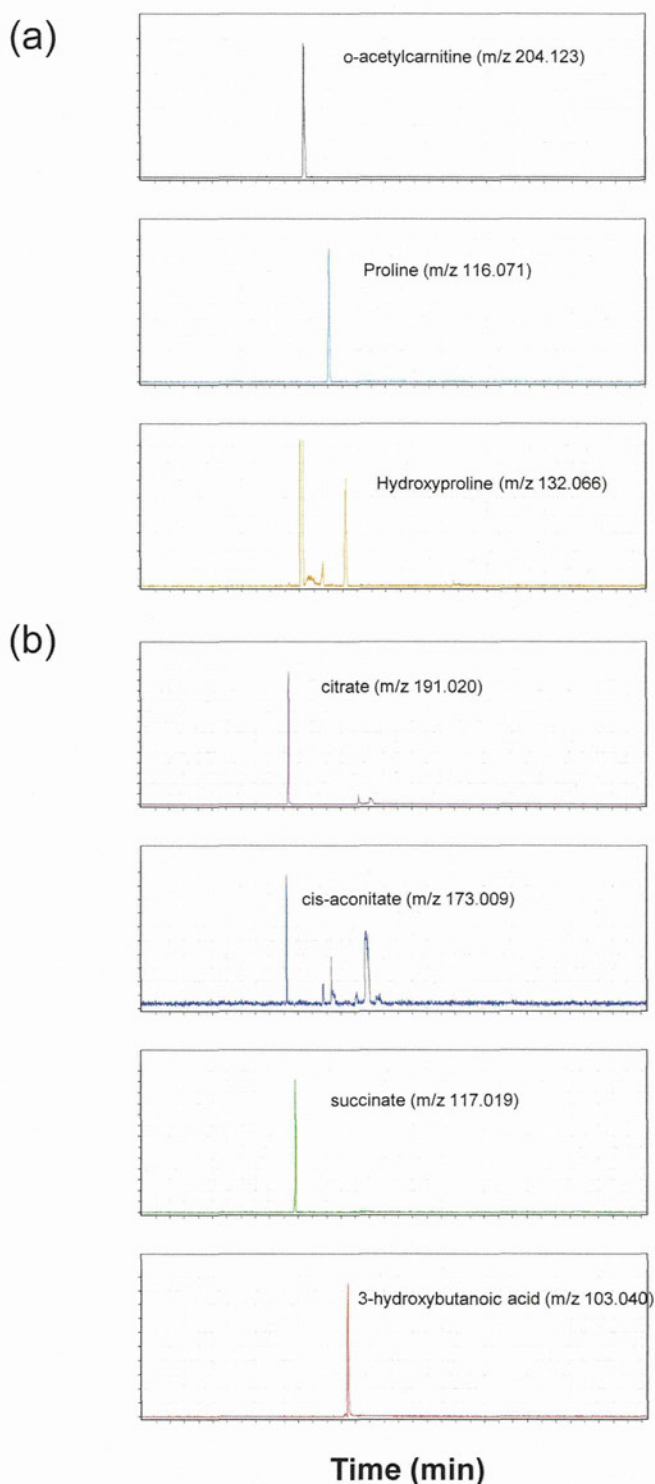 (a)
o-acetylcarnitine (m/z 204.123)
Proline (m/z 116.071)
Hydroxyproline (m/z 132.066)
(b)
citrate (m/z 191.020)
cis-aconitate (m/z 173.009)
succinate (m/z 117.019)
3-hydroxybutanoic acid (m/z 103.040)
Time (min)